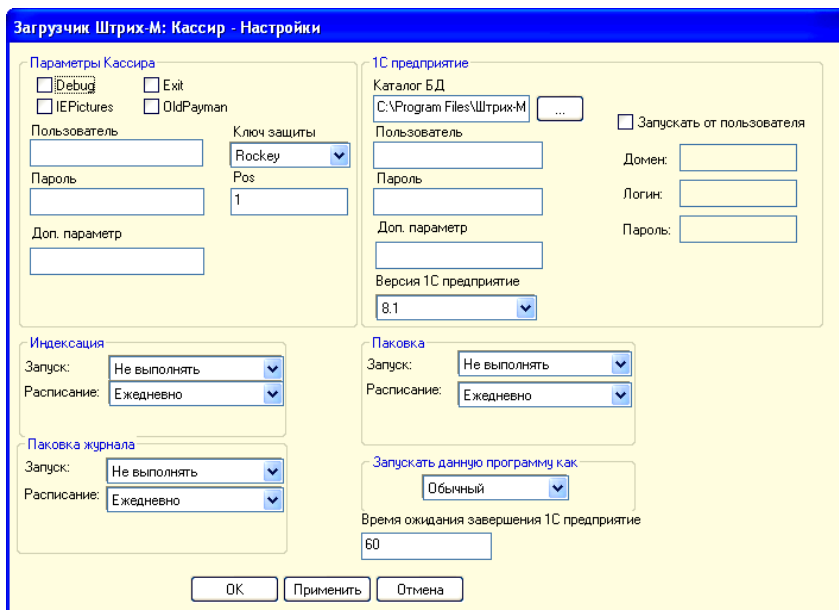 Загрузчик Штрих-М: Кассир - Настройки
Параметры Кассира
Debug
Exit
IEPictures
OldPayman
Пользователь
Ключ защиты
Rockey
Пароль
Pos
1
Доп. параметр
1С предприятие
Каталог БД
C:\Program Files\Штрих-М
...
Пользователь
Пароль
Доп. параметр
Версия 1С предприятие
8.1
Запускать от пользователя
Домен:
Логин:
Пароль:
Индексация
Запуск:
Не выполнять
Расписание:
Ежедневно
Паковка
Запуск:
Не выполнять
Расписание:
Ежедневно
Паковка журнала
Запуск:
Не выполнять
Расписание:
Ежедневно
Запускать данную программу как
Обычный
Время ожидания завершения 1С предприятие
60
OK
Применить
Отмена